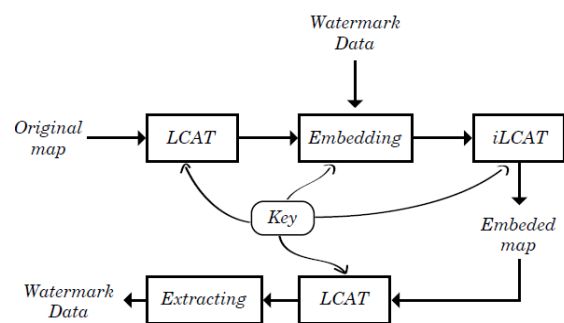 Watermark
Data
Original
map
LCAT
Embedding
iLCAT
Key
Embeded
map
Watermark
Data
Extracting
LCAT